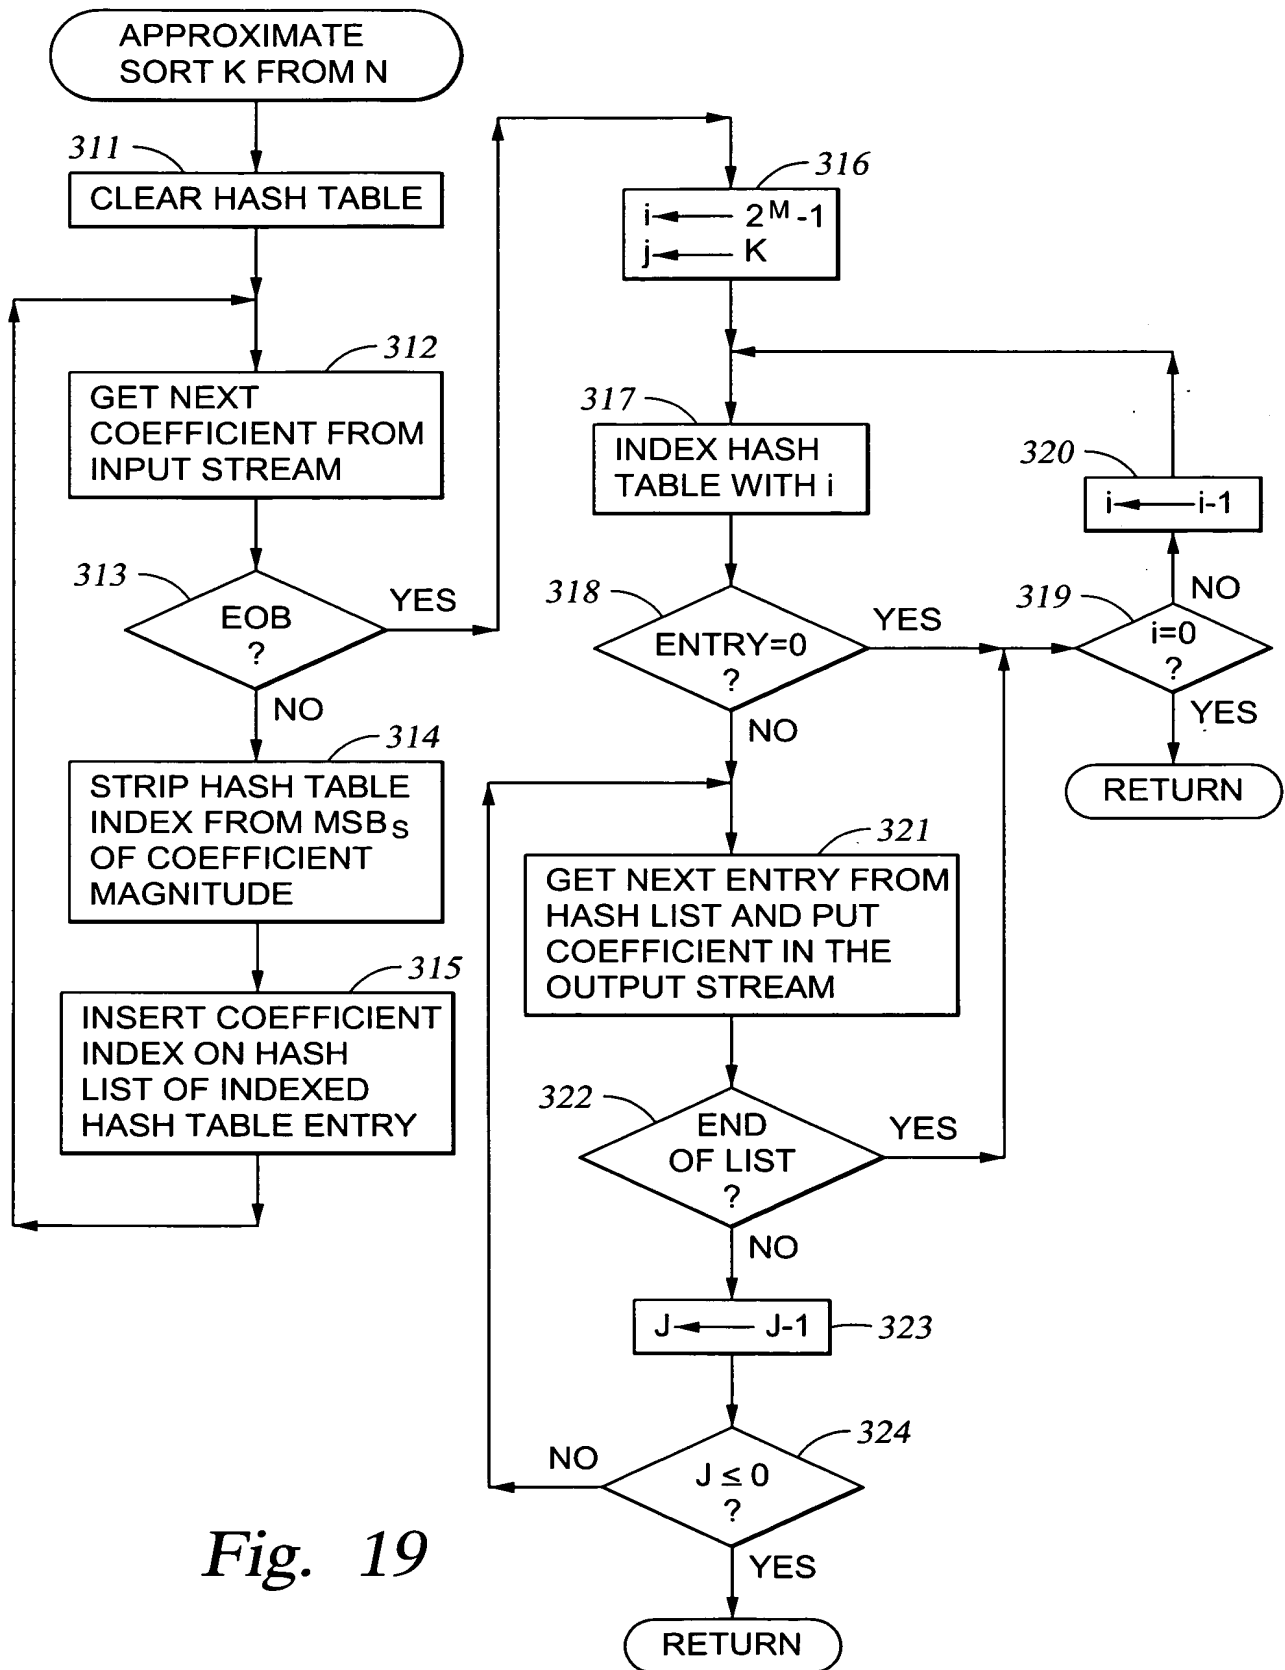 APPROXIMATE
SORT K FROM N
311
CLEAR HASH TABLE
312
GET NEXT
COEFFICIENT FROM
INPUT STREAM
313
EOB
?
YES
NO
314
STRIP HASH TABLE
INDEX FROM MSBS
OF COEFFICIENT
MAGNITUDE
315
INSERT COEFFICIENT
INDEX ON HASH
LIST OF INDEXED
HASH TABLE ENTRY
316
i ← 2^M -1
j ← K
317
INDEX HASH
TABLE WITH i
318
ENTRY=0
?
YES
NO
319
i=0
?
NO
YES
320
i ← i-1
RETURN
321
GET NEXT ENTRY FROM
HASH LIST AND PUT
COEFFICIENT IN THE
OUTPUT STREAM
322
END
OF LIST
?
YES
NO
J ← J-1
323
324
J ≤ 0
?
NO
YES
RETURN
Fig. 19